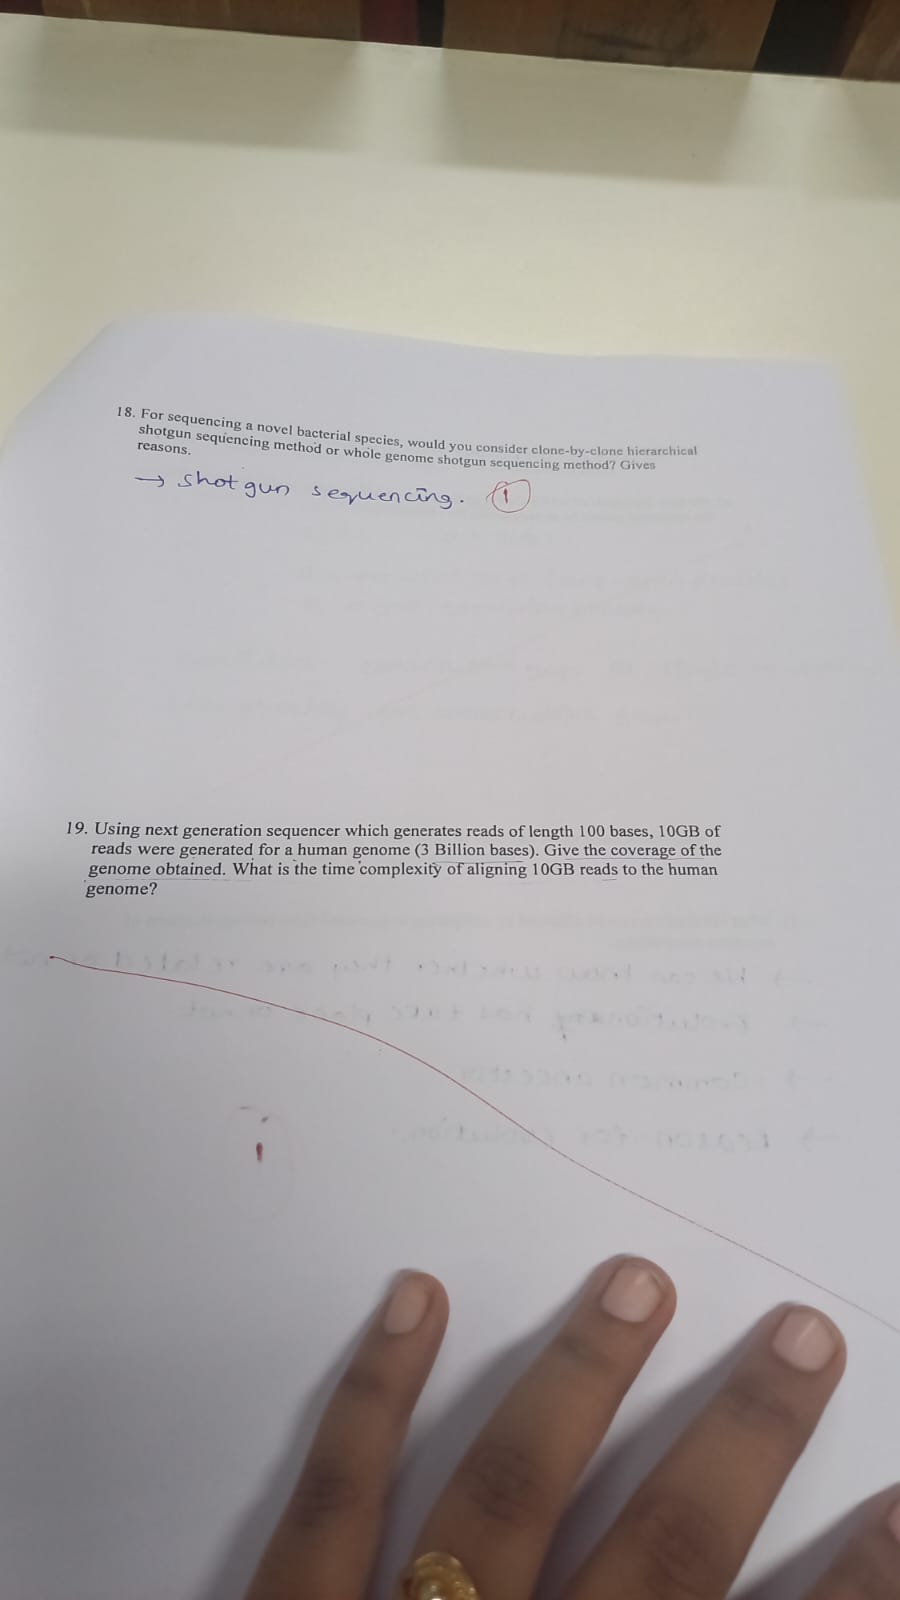 18. For sequencing a novel bacterial species, would you consider clone-by-clone hierarchical
shotgun sequencing method or whole genome shotgun sequencing method? Gives
reasons.
→ shotgun sequencing. 1
19. Using next generation sequencer which generates reads of length 100 bases, 10GB of
reads were generated for a human genome (3 Billion bases). Give the coverage of the
genome obtained. What is the time complexity of aligning 10GB reads to the human
genome?